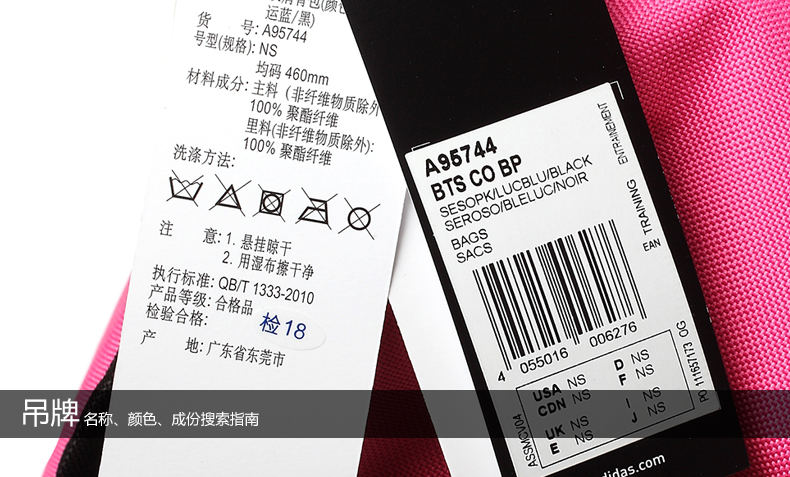 运蓝/黑)
货 号: A95744
号型(规格): NS
均码 460mm
材料成分: 主料 (非纤维物质除外
100% 聚酯纤维
里料(非纤维物质除外):
100% 聚酯纤维
洗涤方法:
注 意: 1. 悬挂晾干
2. 用湿布擦干净
执行标准: QB/T 1333-2010
产品等级: 合格品
检验合格: 检18
产 地: 广东省东莞市
A95744
BTS CO BP
SESOPK/LUCBLU/BLACK
SEROSO/BLELUC/NOIR
BAGS
SACS
TRAINING
ENTRAINEMENT
EAN
4 055016 006276
USA NS
CDN NS
UK NS
E NS
D NS
F NS
I NS
J NS
ASMGV04
PO 111657173 QG
didas.com
吊牌 名称、颜色、成份搜索指南